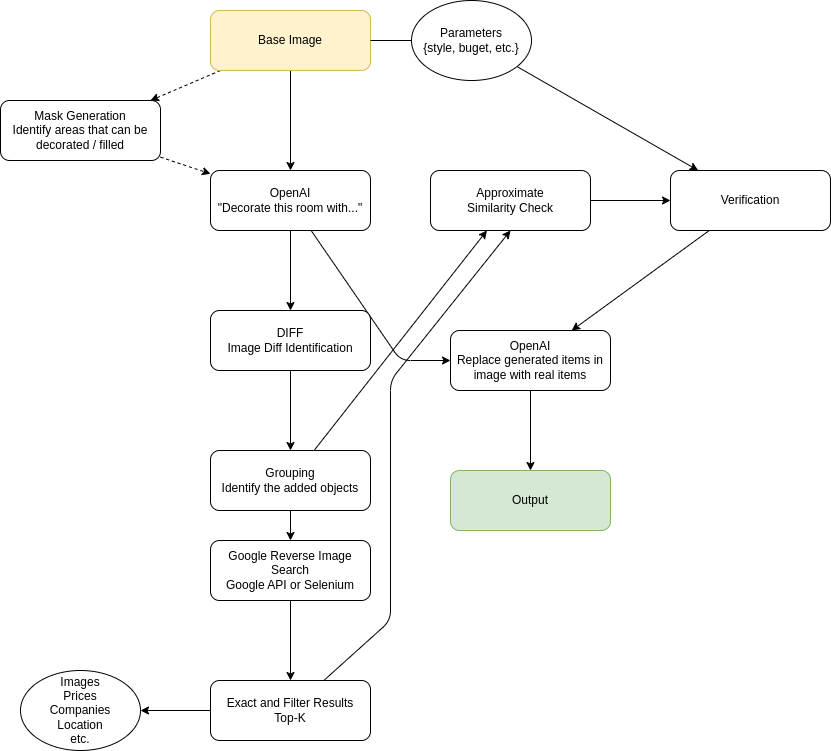 Base Image
Parameters
{style, buget, etc.}
Mask Generation
Identify areas that can be
decorated / filled
OpenAI
"Decorate this room with..."
Approximate
Similarity Check
Verification
DIFF
Image Diff Identification
OpenAI
Replace generated items in
image with real items
Grouping
Identify the added objects
Output
Google Reverse Image
Search
Google API or Selenium
Images
Prices
Companies
Location
etc.
Exact and Filter Results
Top-K